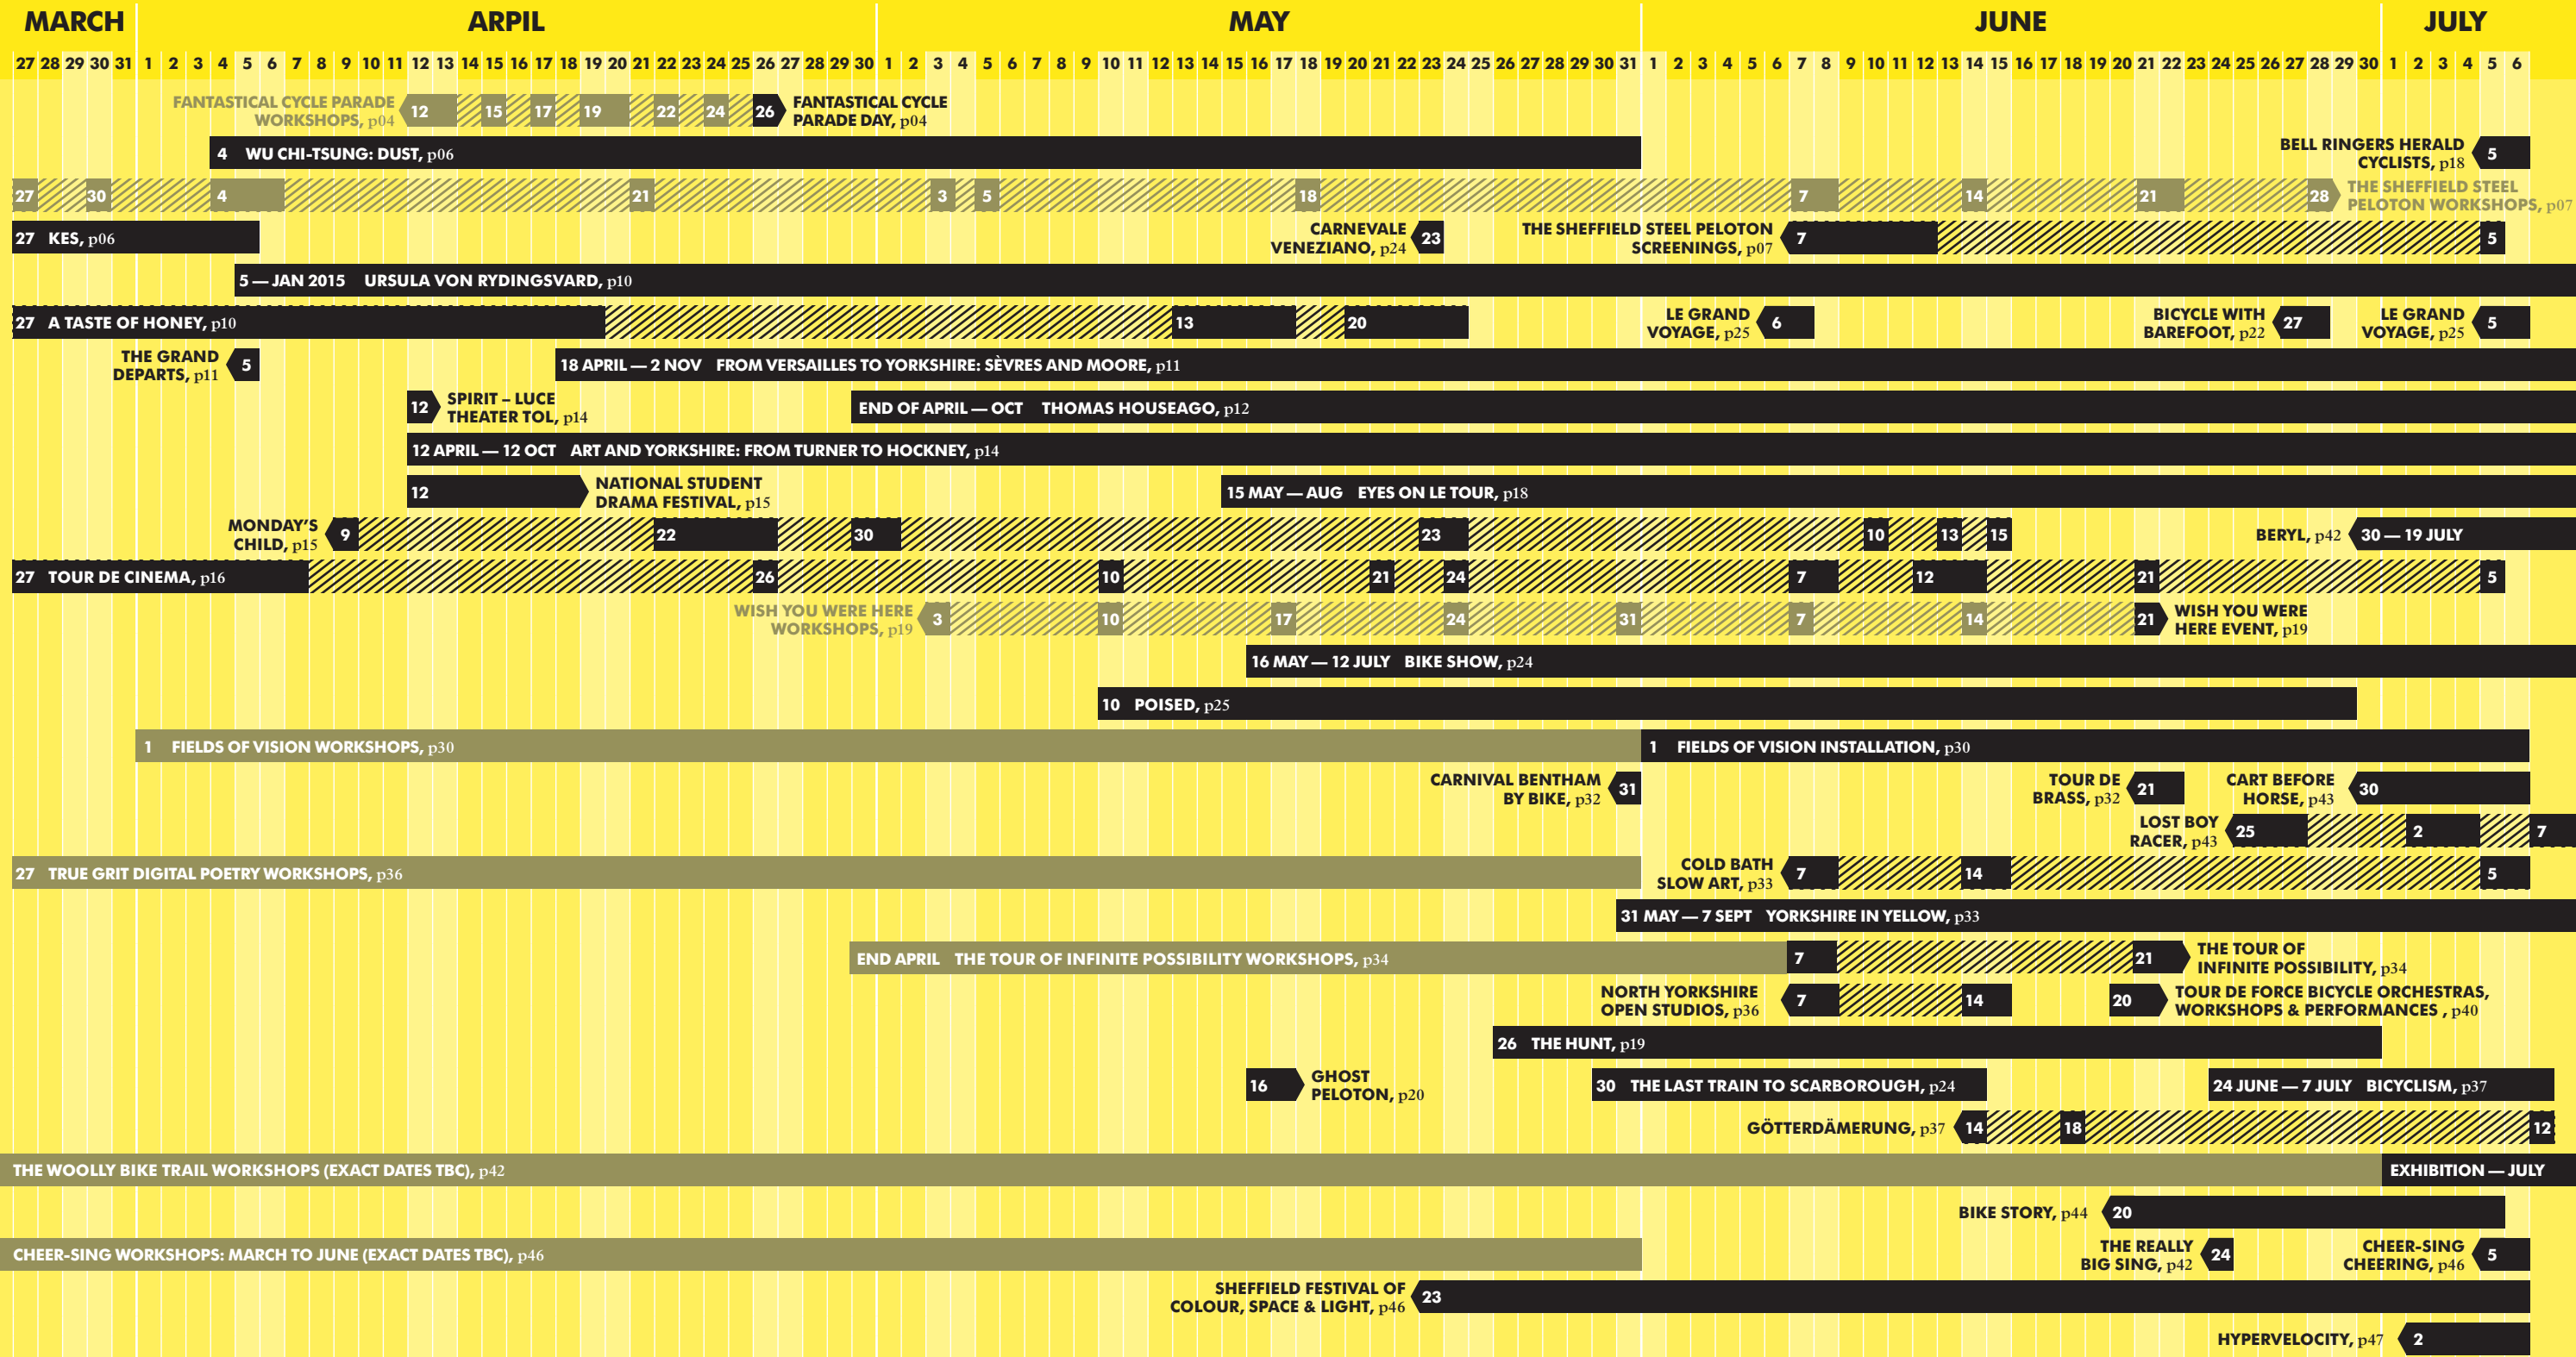 MARCH ARPIL MAY JUNE JULY
27 28 29 30 31 1 2 3 4 5 6 7 8 9 10 11 12 13 14 15 16 17 18 19 20 21 22 23 24 25 26 27 28 29 30 1 2 3 4 5 6 7 8 9 10 11 12 13 14 15 16 17 18 19 20 21 22 23 24 25 26 27 28 29 30 31 1 2 3 4 5 6 7 8 9 10 11 12 13 14 15 16 17 18 19 20 21 22 23 24 25 26 27 28 29 30 1 2 3 4 5 6
FANTASTICAL CYCLE PARADE
WORKSHOPS, p04
12 15 17 19 22 24 26
FANTASTICAL CYCLE
PARADE DAY, p04
4 WU CHI-TSUNG: DUST, p06
BELL RINGERS HERALD
CYCLISTS, p18
5
27 30 4 21 3 5 18 7 14 21 28
THE SHEFFIELD STEEL
PELOTON WORKSHOPS, p07
27 KES, p06
CARNEVALE
VENEZIANO, p24
23
THE SHEFFIELD STEEL PELOTON
SCREENINGS, p07
7 5
5 — JAN 2015 URSULA VON RYDINGSVARD, p10
27 A TASTE OF HONEY, p10 13 20
LE GRAND
VOYAGE, p25
6
BICYCLE WITH
BAREFOOT, p22
27
LE GRAND
VOYAGE, p25
5
THE GRAND
DEPARTS, p11
5
18 APRIL — 2 NOV FROM VERSAILLES TO YORKSHIRE: SÈVRES AND MOORE, p11
12
SPIRIT – LUCE
THEATER TOL, p14
END OF APRIL — OCT THOMAS HOUSEAGO, p12
12 APRIL — 12 OCT ART AND YORKSHIRE: FROM TURNER TO HOCKNEY, p14
12
NATIONAL STUDENT
DRAMA FESTIVAL, p15
15 MAY — AUG EYES ON LE TOUR, p18
MONDAY'S
CHILD, p15
9 22 30 23 10 13 15
BERYL, p42 30 — 19 JULY
27 TOUR DE CINEMA, p16 26 10 21 24 7 12 21 5
WISH YOU WERE HERE
WORKSHOPS, p19
3 10 17 24 31 7 14 21
WISH YOU WERE
HERE EVENT, p19
16 MAY — 12 JULY BIKE SHOW, p24
10 POISED, p25
1 FIELDS OF VISION WORKSHOPS, p30
1 FIELDS OF VISION INSTALLATION, p30
CARNIVAL BENTHAM
BY BIKE, p32
31
TOUR DE
BRASS, p32
21
CART BEFORE
HORSE, p43
30
LOST BOY
RACER, p43
25 2 7
27 TRUE GRIT DIGITAL POETRY WORKSHOPS, p36
COLD BATH
SLOW ART, p33
7 14 5
31 MAY — 7 SEPT YORKSHIRE IN YELLOW, p33
END APRIL THE TOUR OF INFINITE POSSIBILITY WORKSHOPS, p34
7 21
THE TOUR OF
INFINITE POSSIBILITY, p34
NORTH YORKSHIRE
OPEN STUDIOS, p36
7 14
20
TOUR DE FORCE BICYCLE ORCHESTRAS,
WORKSHOPS & PERFORMANCES , p40
26 THE HUNT, p19
16
GHOST
PELOTON, p20
30 THE LAST TRAIN TO SCARBOROUGH, p24
24 JUNE — 7 JULY BICYCLISM, p37
GÖTTERDÄMERUNG, p37 14 18 12
THE WOOLLY BIKE TRAIL WORKSHOPS (EXACT DATES TBC), p42
EXHIBITION — JULY
BIKE STORY, p44 20
CHEER-SING WORKSHOPS: MARCH TO JUNE (EXACT DATES TBC), p46
THE REALLY
BIG SING, p42
24
CHEER-SING
CHEERING, p46
5
SHEFFIELD FESTIVAL OF
COLOUR, SPACE & LIGHT, p46
23
HYPERVELOCITY, p47 2